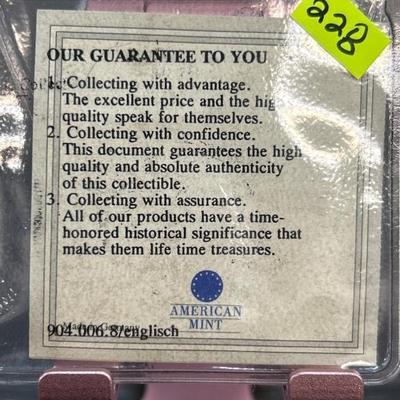 228
OUR GUARANTEE TO YOU
1. Collecting with advantage.
The excellent price and the high
quality speak for themselves.
2. Collecting with confidence.
This document guarantees the high
quality and absolute authenticity
of this collectible.
3. Collecting with assurance.
All of our products have a time-
honored historical significance that
makes them life time treasures.
AMERICAN
MINT
Made in Germany
904.006.8/englisch